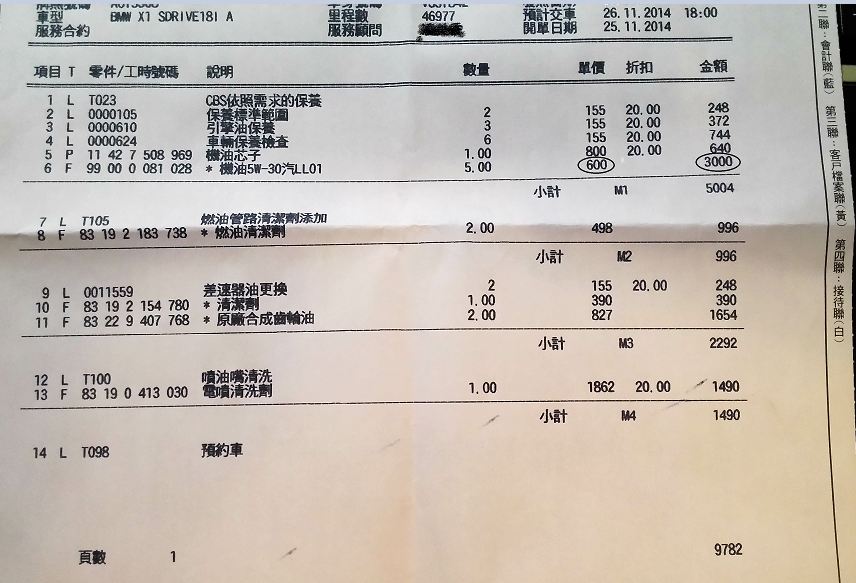 車型 BMW X1 SDRIVE18I A 里程數 46977 預計交車 26.11.2014 18:00
服務合約 服務顧問 開單日期 25.11.2014
項目 T 零件/工時號碼 說明 數量 單價 折扣 金額
1 L T023 CBS依照需求的保養
2 L 0000105 保養標準範圍 2 155 20.00 248
3 L 0000610 引擎油保養 3 155 20.00 372
4 L 0000624 車輛保養檢查 6 155 20.00 744
5 P 11 42 7 508 969 機油芯子 1.00 800 20.00 640
6 F 99 00 0 081 028 * 機油5W-30汽LL01 5.00 600 3000
小計 M1 5004
7 L T105 燃油管路清潔劑添加
8 F 83 19 2 183 738 * 燃油清潔劑 2.00 498 996
小計 M2 996
9 L 0011559 差速器油更換 2 155 20.00 248
10 F 83 19 2 154 780 * 清潔劑 1.00 390 390
11 F 83 22 9 407 768 * 原廠合成齒輪油 2.00 827 1654
小計 M3 2292
12 L T100 噴油嘴清洗
13 F 83 19 0 413 030 電噴清洗劑 1.00 1862 20.00 1490
小計 M4 1490
14 L T098 預約車
頁數 1 9782
第二聯:會計聯(藍) 第三聯:客戶檔案聯(黃) 第四聯:接待聯(白)